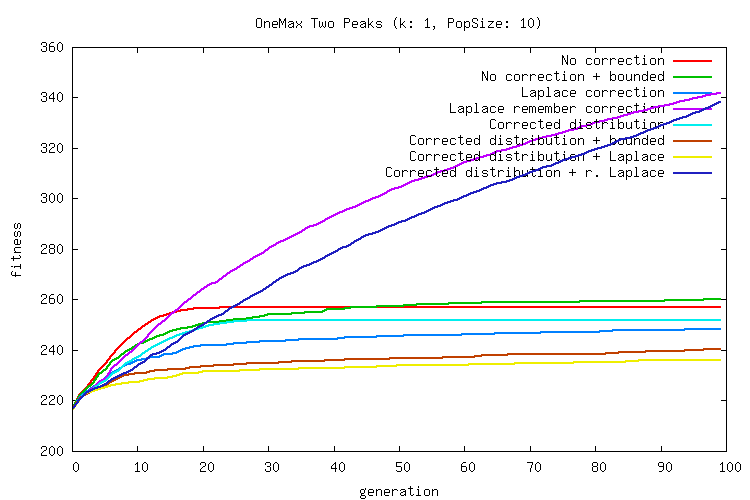 OneMax Two Peaks (k: 1, PopSize: 10)
360
340
320
300
280
260
240
220
200
fitness
No correction
No correction + bounded
Laplace correction
Laplace remember correction
Corrected distribution
Corrected distribution + bounded
Corrected distribution + Laplace
Corrected distribution + r. Laplace
0 10 20 30 40 50 60 70 80 90 100
generation